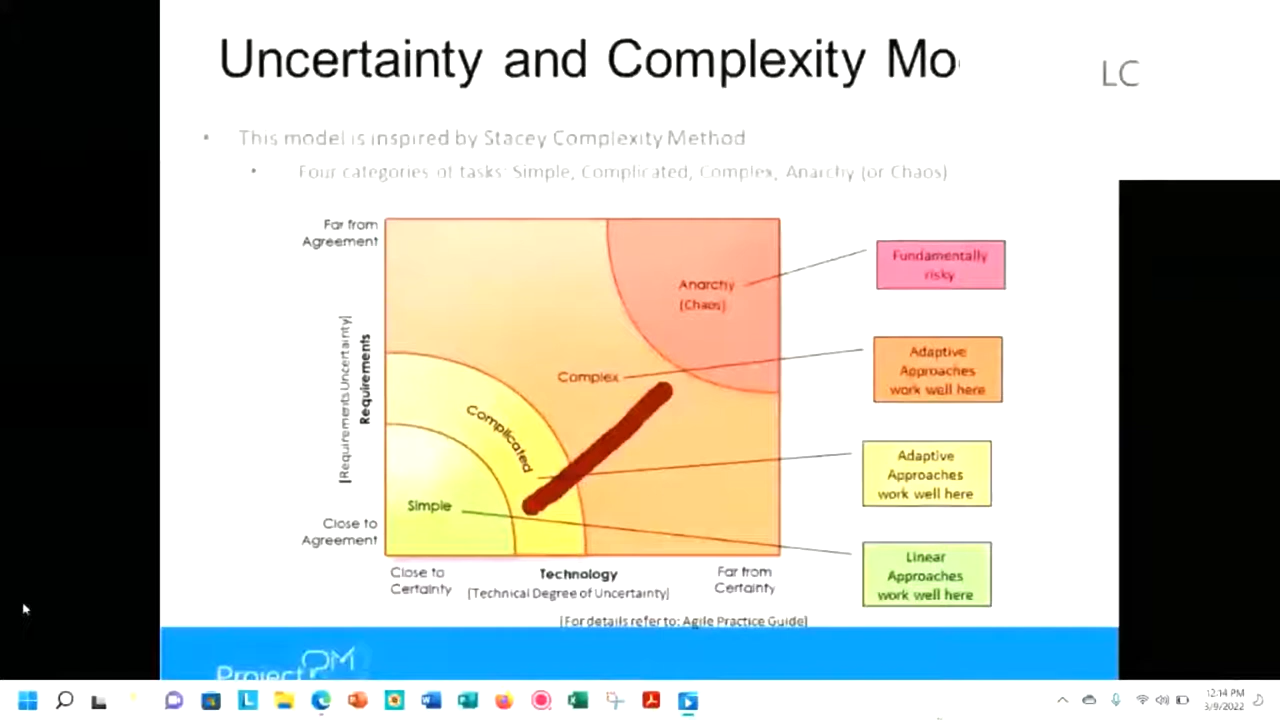 Uncertainty and Complexity Mo
LC
• This model is inspired by Stacey Complexity Method
• Four categories of tasks: Simple, Complicated, Complex, Anarchy (or Chaos)
Far from
Agreement
Anarchy
(Chaos)
Fundamentally
risky
[Requirements Uncertainty]
Requirements
Complex
Adaptive
Approaches
work well here
Complicated
Adaptive
Approaches
work well here
Simple
Close to
Agreement
Linear
Approaches
work well here
Close to
Certainty
Technology
[Technical Degree of Uncertainty]
Far from
Certainty
[For details refer to: Agile Practice Guide]
Project PM
12:14 PM
3/9/2022